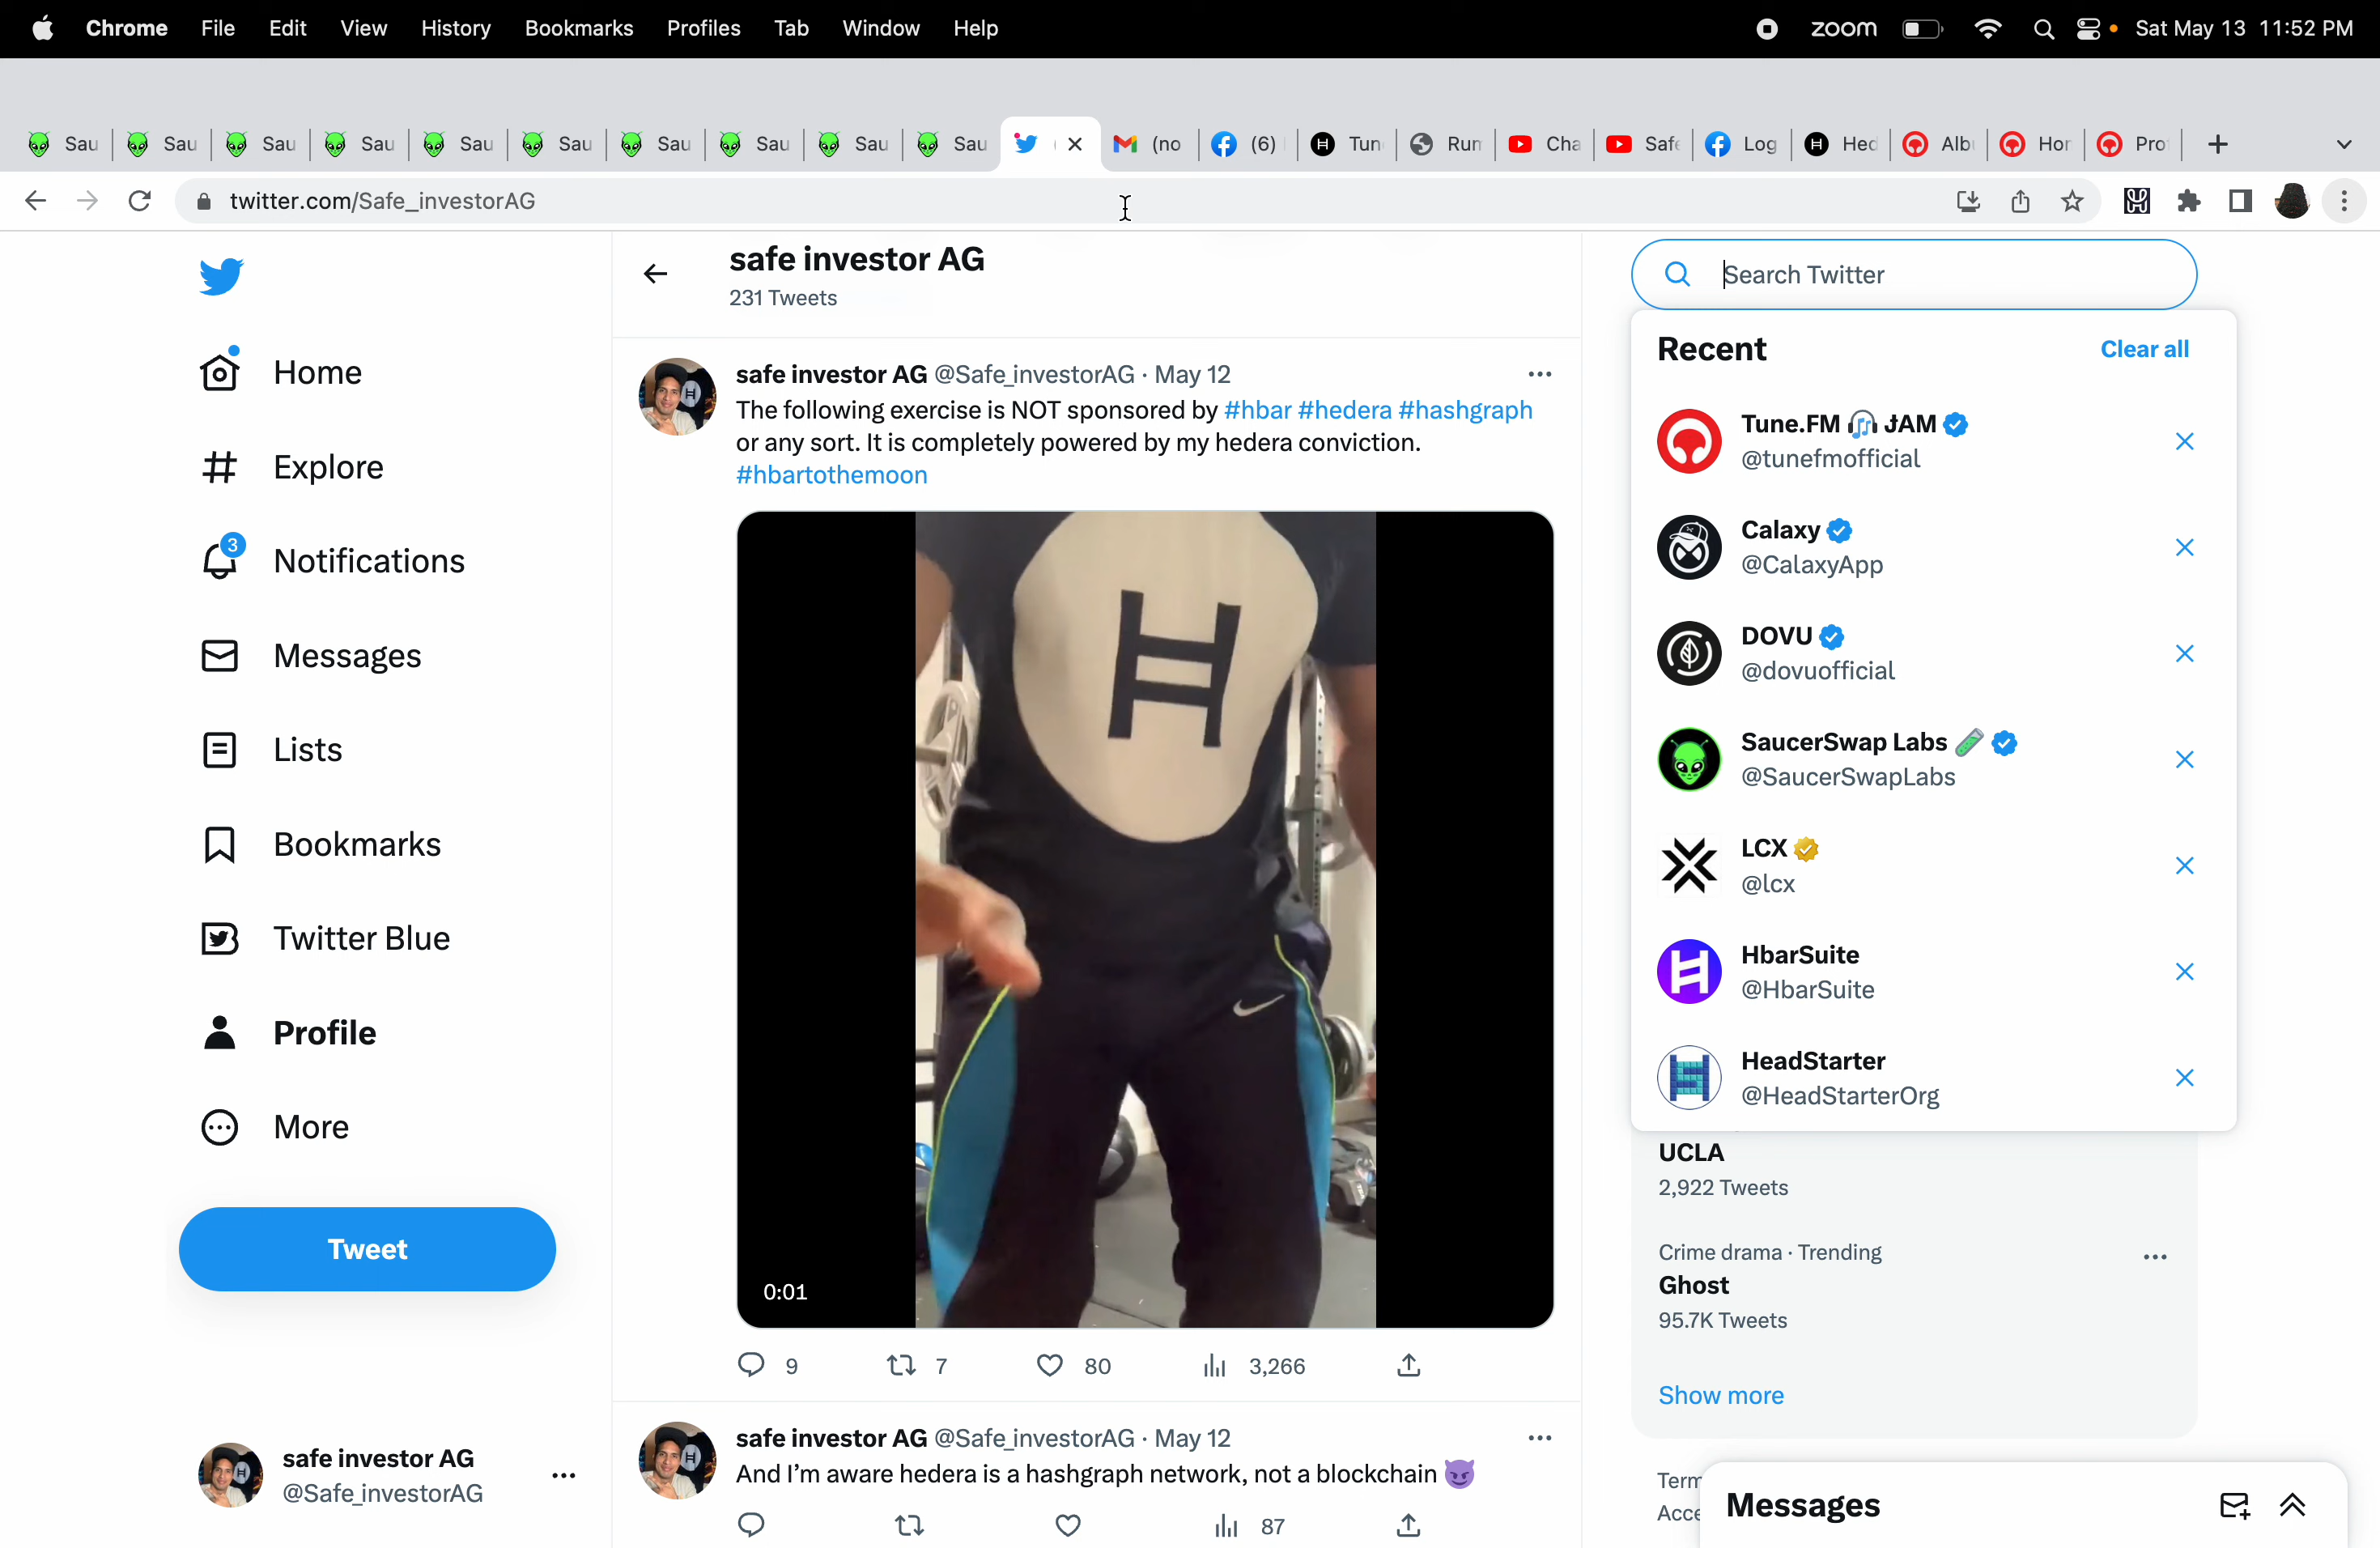 Chrome File Edit View History Bookmarks Profiles Tab Window Help
zoom Sat May 13 11:52 PM
Sau Sau Sau Sau Sau Sau Sau Sau Sau Sau ( (no (6) Tun Run Cha Safe Log Hed Alb Hor Pro
twitter.com/Safe_investorAG
safe investor AG
231 Tweets
Home
Explore
3
Notifications
Messages
Lists
Bookmarks
Twitter Blue
Profile
More
Tweet
safe investor AG
@Safe_investorAG
safe investor AG @Safe_investorAG · May 12
The following exercise is NOT sponsored by #hbar #hedera #hashgraph
or any sort. It is completely powered by my hedera conviction.
#hbartothemoon
0:01
9 7 80 3,266
safe investor AG @Safe_investorAG · May 12
And I'm aware hedera is a hashgraph network, not a blockchain 😈
87
Search Twitter
Recent Clear all
Tune.FM 🎧 JAM
@tunefmofficial
Calaxy
@CalaxyApp
DOVU
@dovuofficial
SaucerSwap Labs 🧪
@SaucerSwapLabs
LCX
@lcx
HbarSuite
@HbarSuite
HeadStarter
@HeadStarterOrg
UCLA
2,922 Tweets
Crime drama · Trending
Ghost
95.7K Tweets
Show more
Term
Acce
Messages